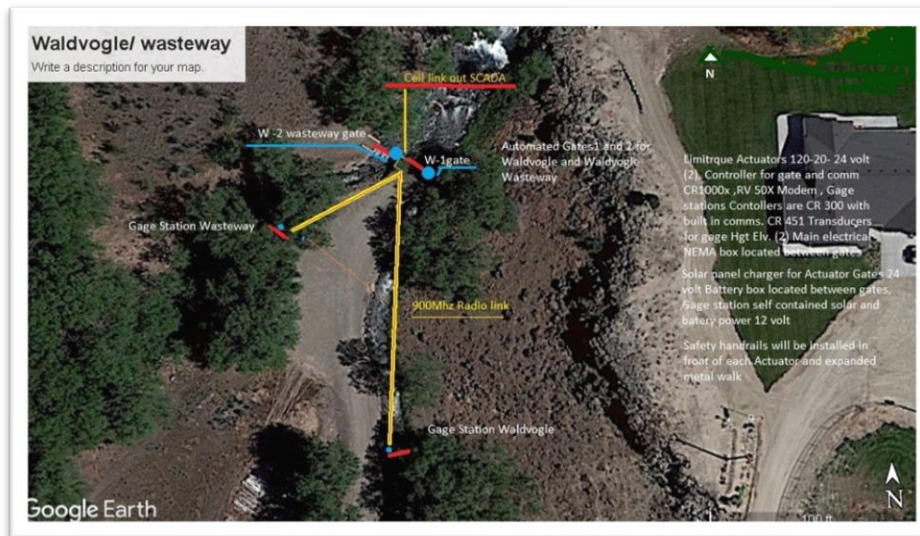 Waldvogle/ wasteway
Write a description for your map.
Cell link out SCADA
N
W -2 wasteway gate
W-1gate
Automated Gates1 and 2 for
Waldvogle and Waldvogle
Wasteway
Limitrque Actuators 120-20- 24 volt
(2). Controller for gate and comm
CR1000x ,RV 50X Modem , Gage
stations Contollers are CR 300 with
built in comms. CR 451 Transducers
for gage Hgt Elv. (2) Main electrical
NEMA box located between gates
Gage Station Wasteway
Solar panel charger for Actuator Gates 24
volt Battery box located between gates,
Gage station self contained solar and
batery power 12 volt
900Mhz Radio link
Safety handrails will be installed in
front of each Actuator and expanded
metal walk
Gage Station Waldvogle
N
Google Earth
100 ft